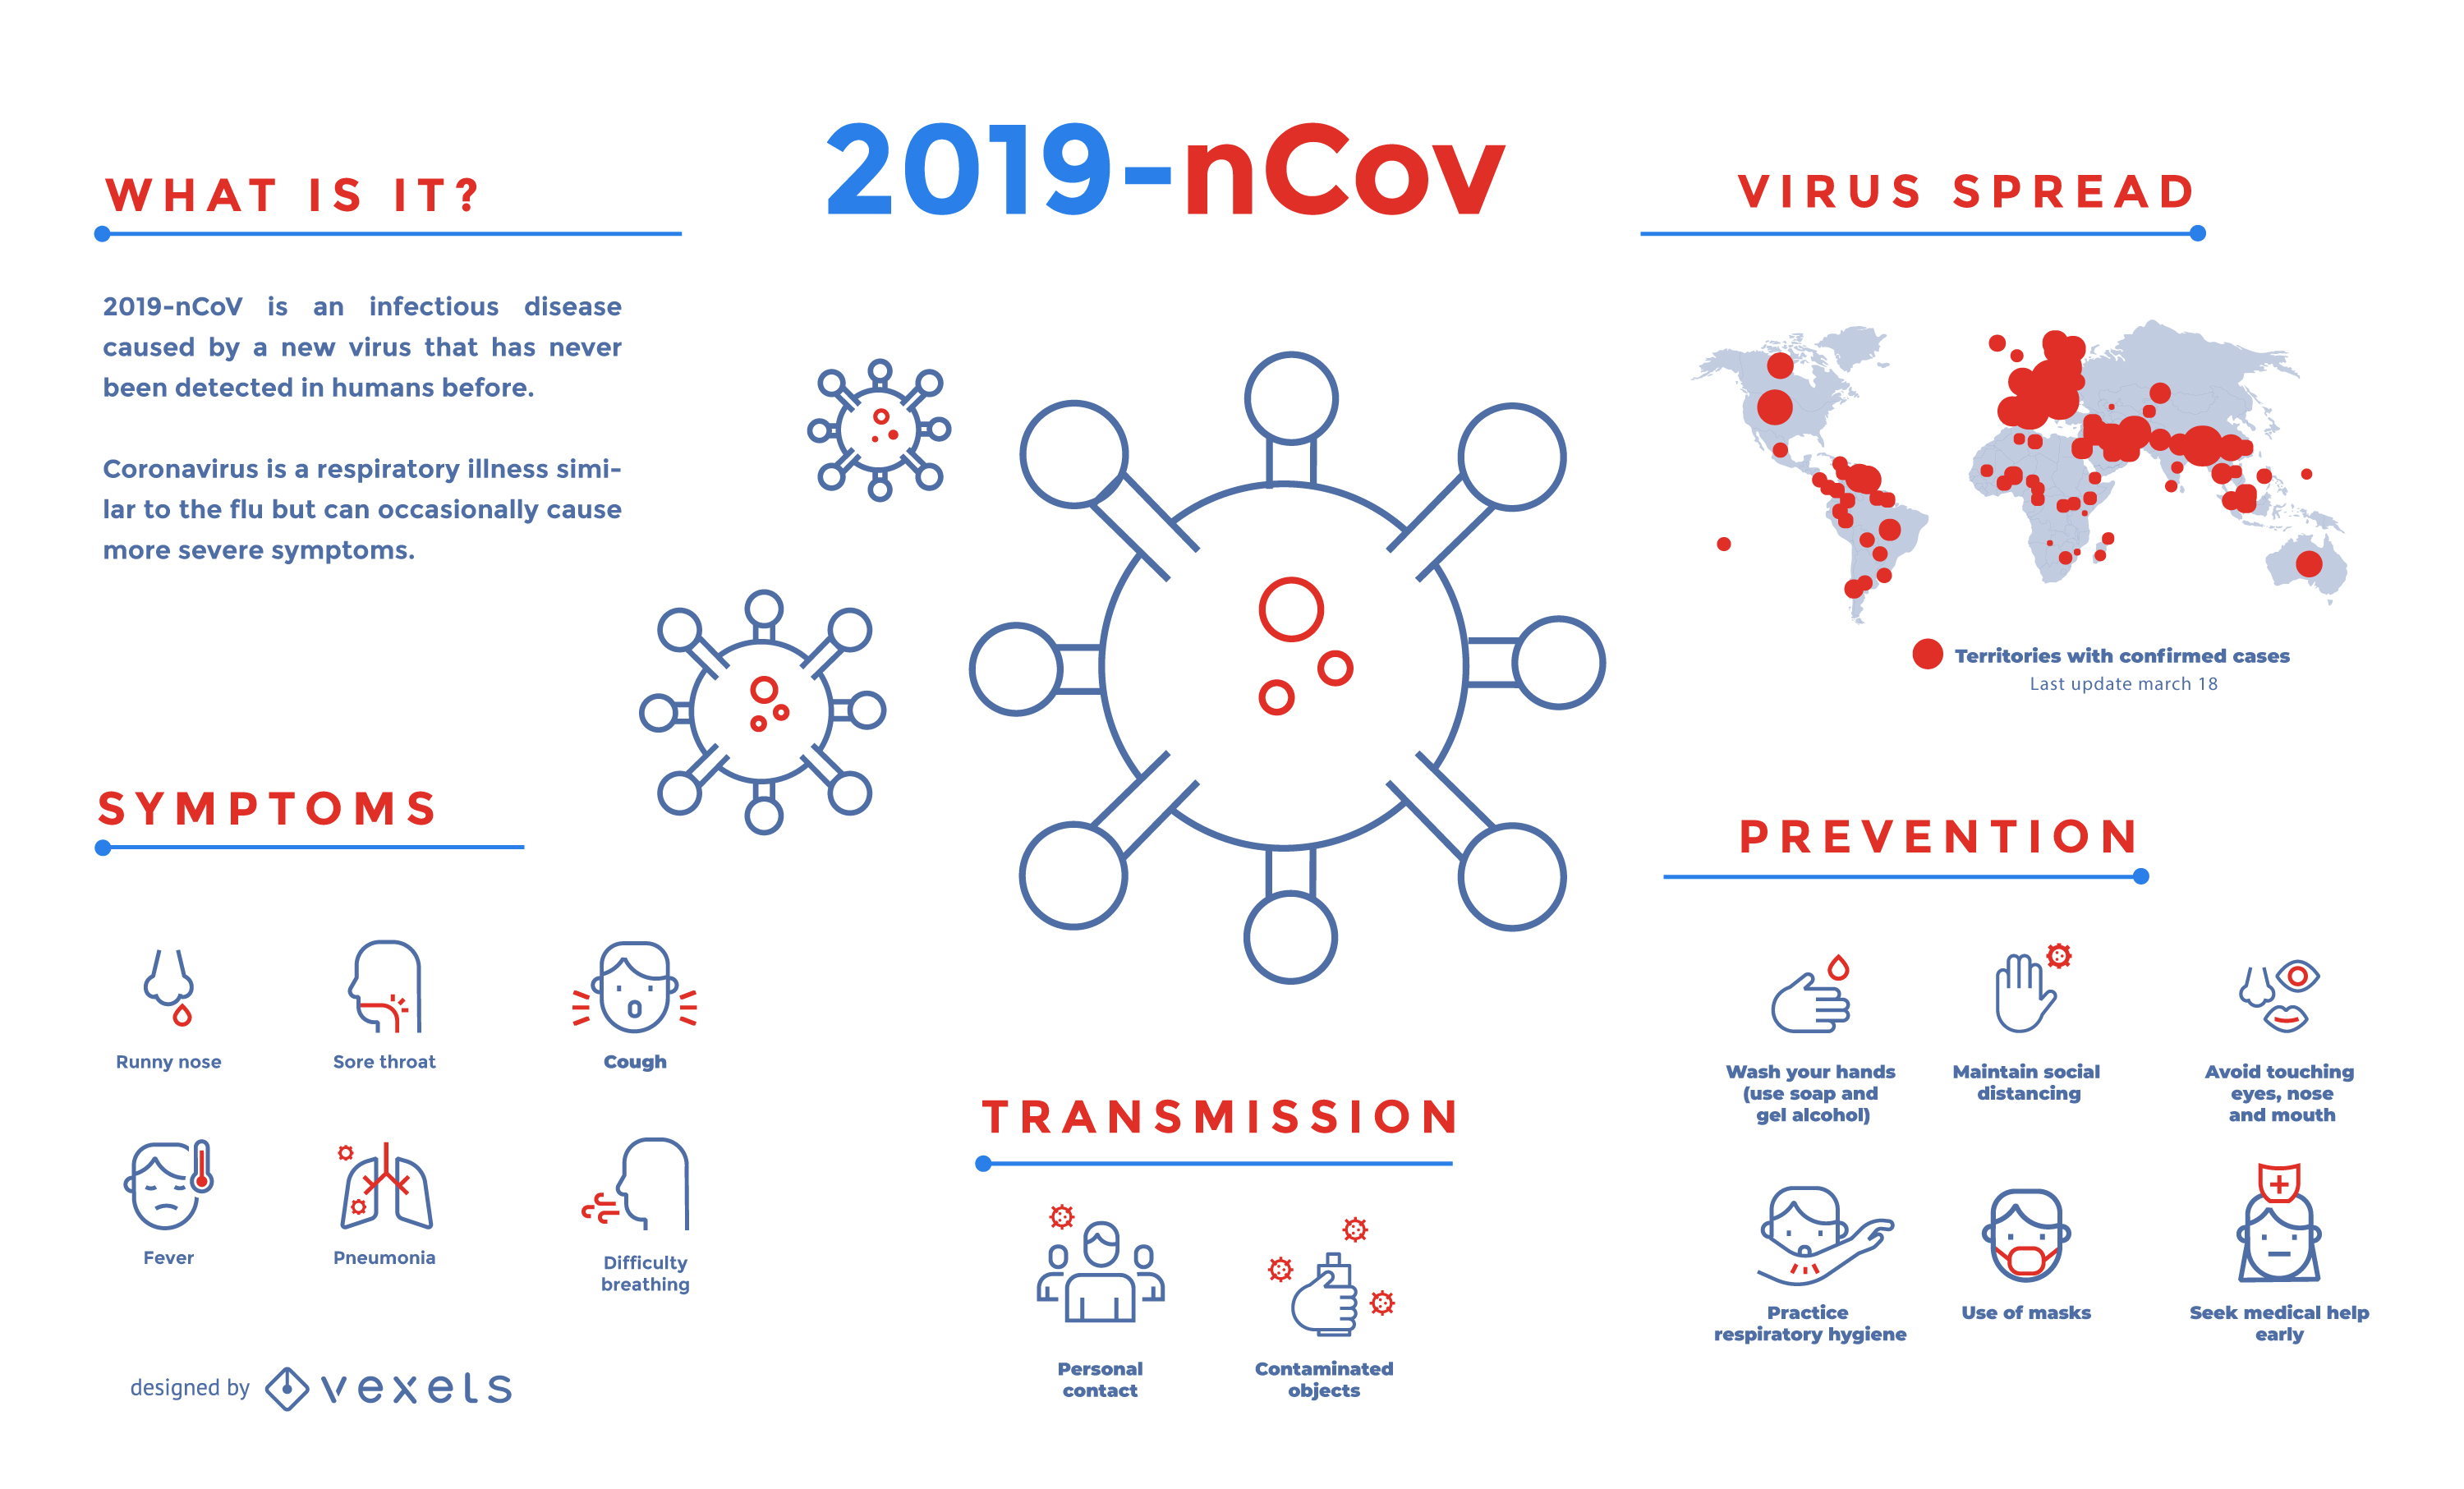 2019-nCov
WHAT IS IT?
2019-nCoV is an infectious disease
caused by a new virus that has never
been detected in humans before.
Coronavirus is a respiratory illness simi-
lar to the flu but can occasionally cause
more severe symptoms.
VIRUS SPREAD
Territories with confirmed cases
Last update march 18
SYMPTOMS
Runny nose
Sore throat
Cough
Fever
Pneumonia
Difficulty
breathing
TRANSMISSION
Personal
contact
Contaminated
objects
PREVENTION
Wash your hands
(use soap and
gel alcohol)
Maintain social
distancing
Avoid touching
eyes, nose
and mouth
Practice
respiratory hygiene
Use of masks
Seek medical help
early
designed by vexels